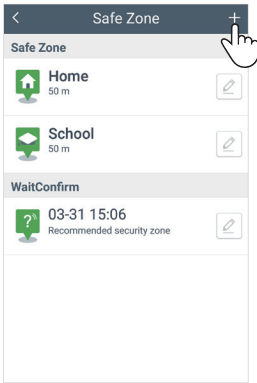 Safe Zone
Safe Zone
Home
50 m
School
50 m
WaitConfirm
03-31 15:06
Recommended security zone